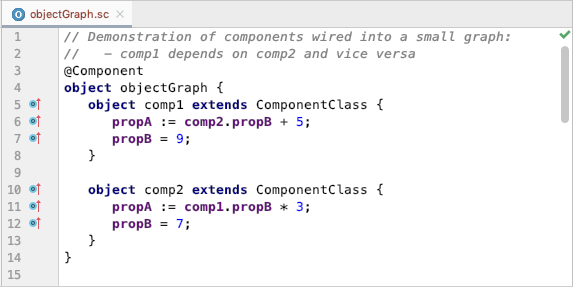 objectGraph.sc
1 // Demonstration of components wired into a small graph:
2 //   - comp1 depends on comp2 and vice versa
3 @Component
4 object objectGraph {
5    object comp1 extends ComponentClass {
6       propA := comp2.propB + 5;
7       propB = 9;
8    }
9
10    object comp2 extends ComponentClass {
11       propA := comp1.propB * 3;
12       propB = 7;
13    }
14 }
15